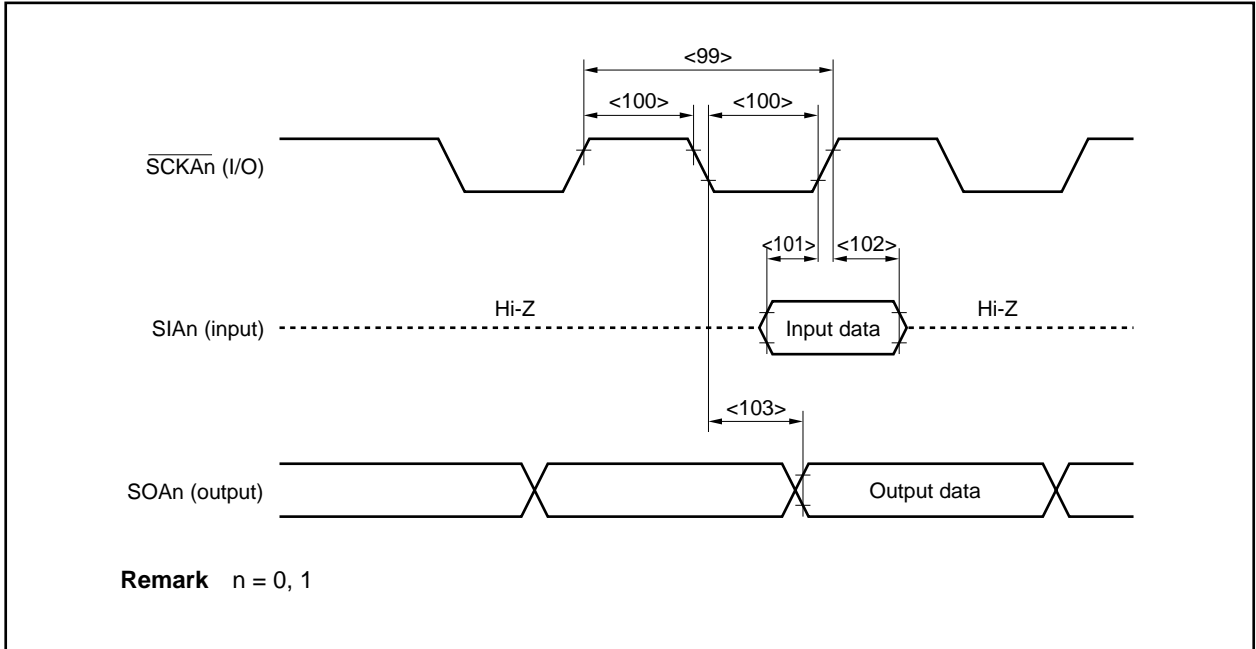 <99>
<100> <100>
SCKAn (I/O)
<101> <102>
Hi-Z Hi-Z
SIAn (input) Input data
<103>
SOAn (output) Output data
Remark n = 0, 1